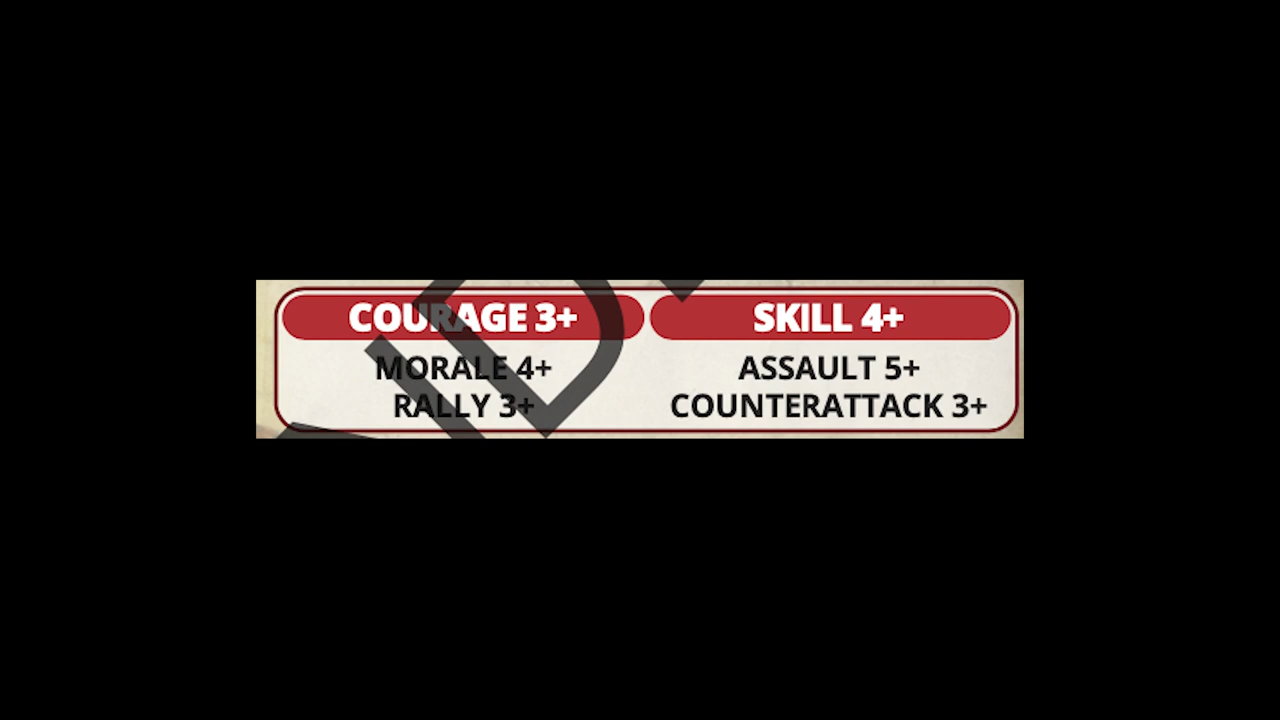 COURAGE 3+
MORALE 4+
RALLY 3+
SKILL 4+
ASSAULT 5+
COUNTERATTACK 3+